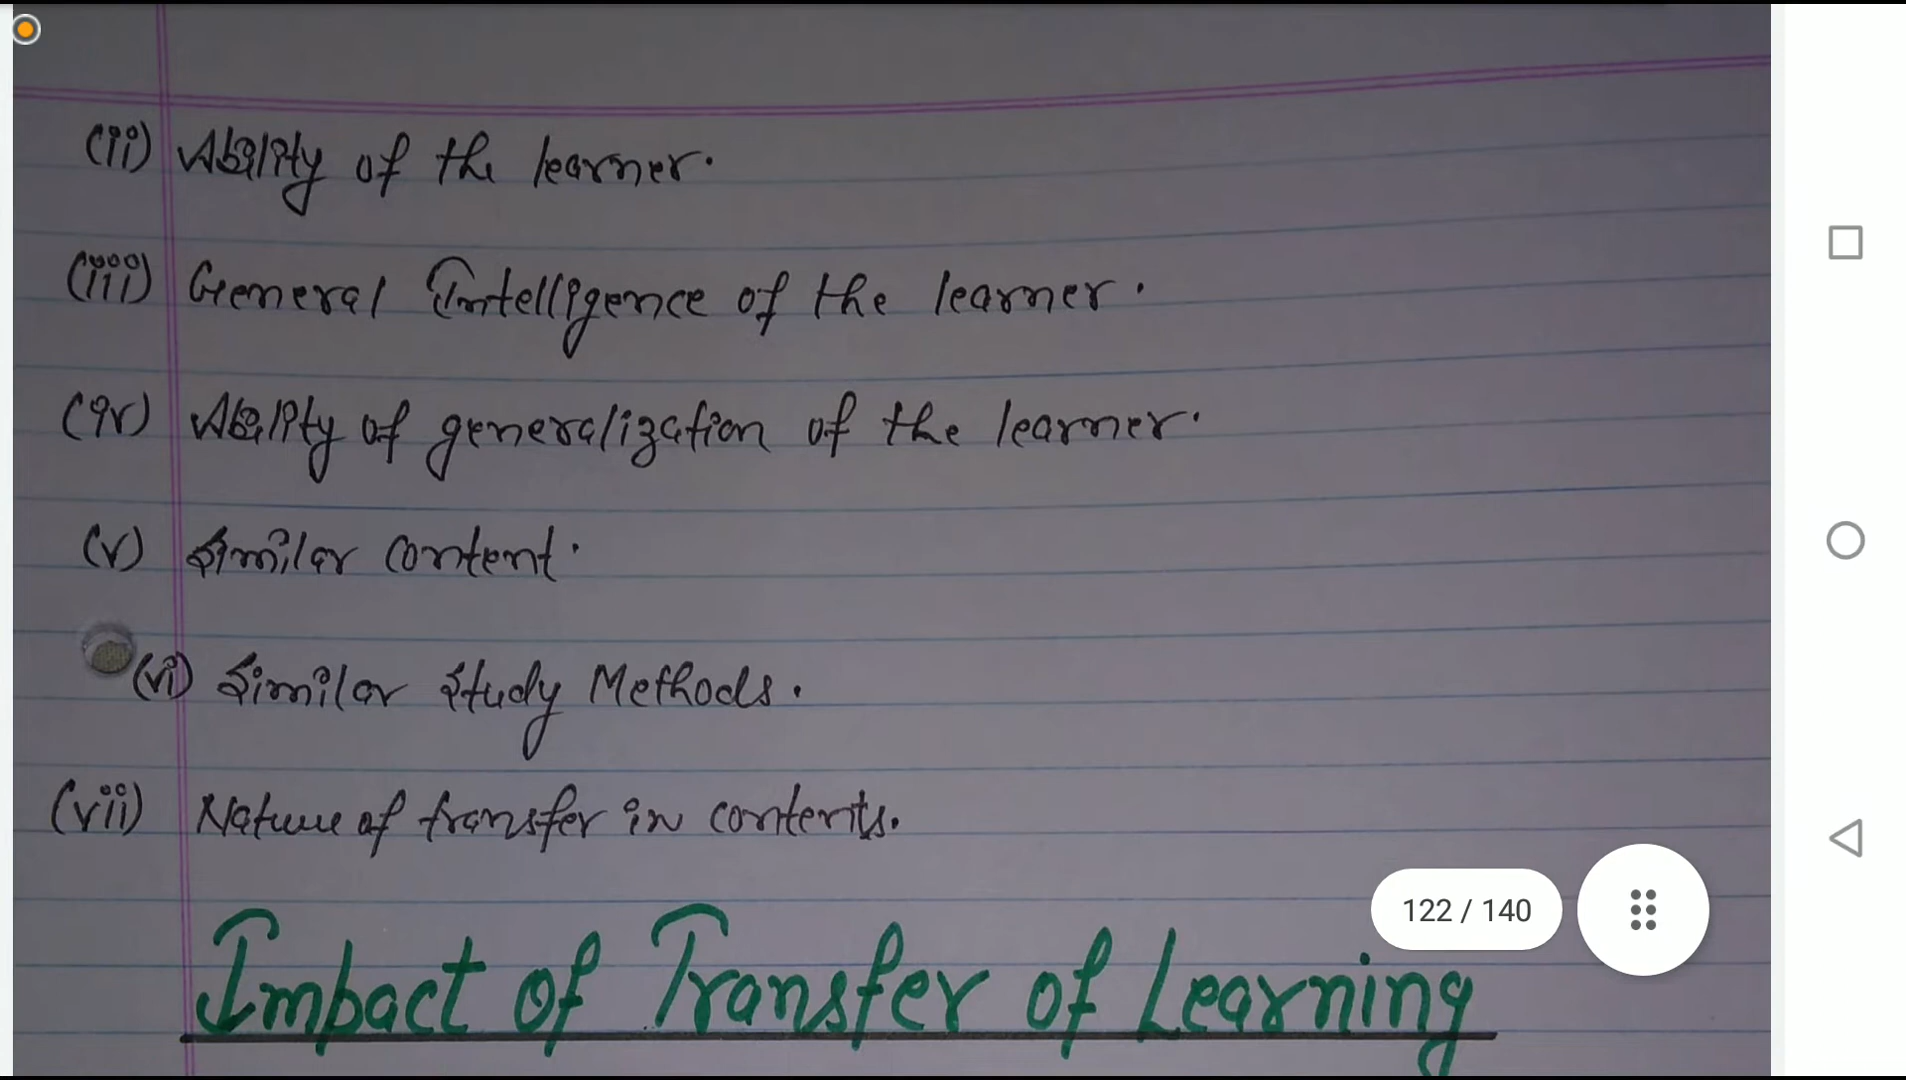 (ii) Ability of the learner.
(iii) General Intelligence of the learner.
(iv) Ability of generalization of the learner.
(v) Similar content.
(vi) Similar Study Methods.
(vii) Nature of transfer in contents.
122 / 140
Impact of Transfer of Learning